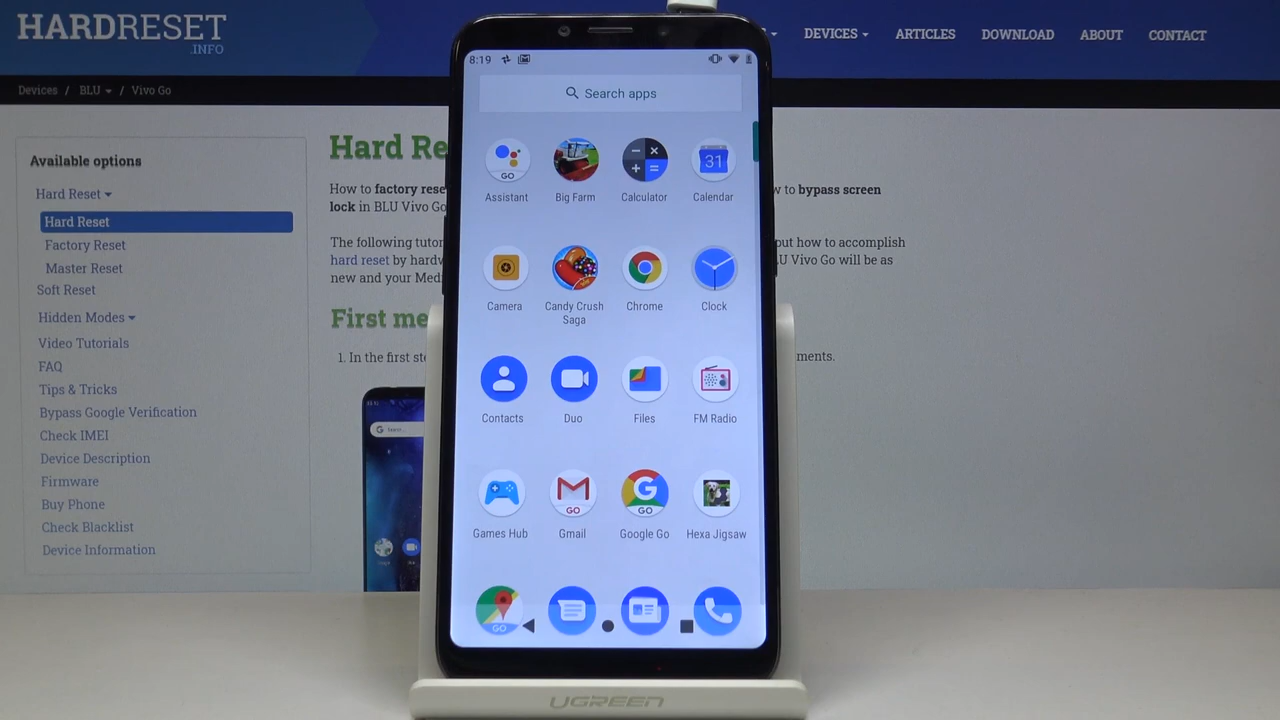 HARDRESET
.INFO
DEVICES
ARTICLES
DOWNLOAD
ABOUT
CONTACT
Devices / BLU / Vivo Go
Available options
Hard Reset
Hard Reset
Factory Reset
Master Reset
Soft Reset
Hidden Modes
Video Tutorials
FAQ
Tips & Tricks
Bypass Google Verification
Check IMEI
Device Description
Firmware
Buy Phone
Check Blacklist
Device Information
Hard Re
How to factory rese
to bypass screen
lock in BLU Vivo Go
The following tutor
out how to accomplish
hard reset by hardw
U Vivo Go will be as
new and your Med
First me
1. In the first ste
ments.
8:19
Search apps
GO
31
Assistant
Big Farm
Calculator
Calendar
Camera
Candy Crush
Saga
Chrome
Clock
Contacts
Duo
Files
FM Radio
GO
G
GO
Games Hub
Gmail
Google Go
Hexa Jigsaw
GO
UGREEN